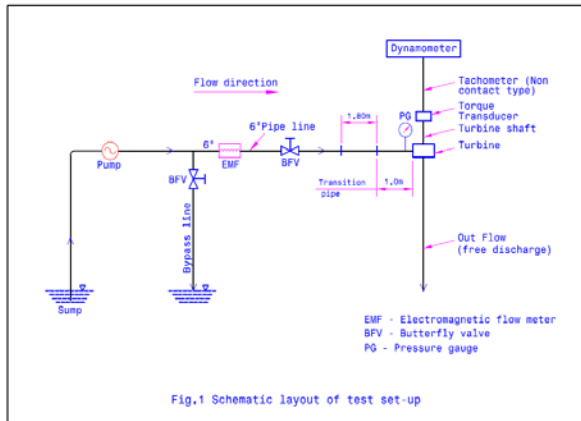 Dynamometer
Flow direction
Tachometer (Non
contact type)
PG
Torque
Transducer
1.80m
6"Pipe line
Turbine shaft
6"
Turbine
Pump
EMF
BFV
BFV
Transition
pipe
1.0m
Bypass line
Out Flow
(free discharge)
Sump
EMF - Electromagnetic flow meter
BFV - Butterfly valve
PG - Pressure gauge
Fig.1 Schematic layout of test set-up